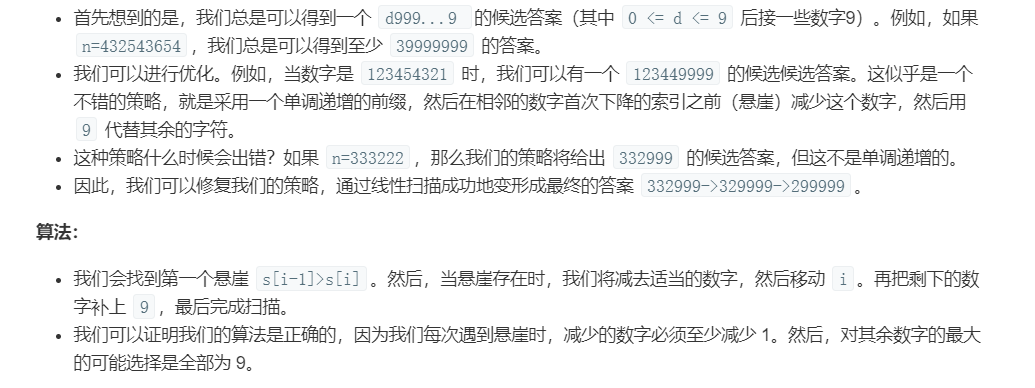 • 首先想到的是，我们总是可以得到一个 d999...9 的候选答案（其中 0 <= d <= 9 后接一些数字9）。例如，如果
n=432543654，我们总是可以得到至少 39999999 的答案。
• 我们可以进行优化。例如，当数字是 123454321 时，我们可以有一个 123449999 的候选候选答案。这似乎是一个
不错的策略，就是采用一个单调递增的前缀，然后在相邻的数字首次下降的索引之前（悬崖）减少这个数字，然后用
9 代替其余的字符。
• 这种策略什么时候会出错？如果 n=333222，那么我们的策略将给出 332999 的候选答案，但这不是单调递增的。
• 因此，我们可以修复我们的策略，通过线性扫描成功地变形成最终的答案 332999->329999->299999。
算法：
• 我们会找到第一个悬崖 s[i-1]>s[i]。然后，当悬崖存在时，我们将减去适当的数字，然后移动 i。再把剩下的数
字补上 9，最后完成扫描。
• 我们可以证明我们的算法是正确的，因为我们每次遇到悬崖时，减少的数字必须至少减少 1。然后，对其余数字的最大
的可能选择是全部为 9。